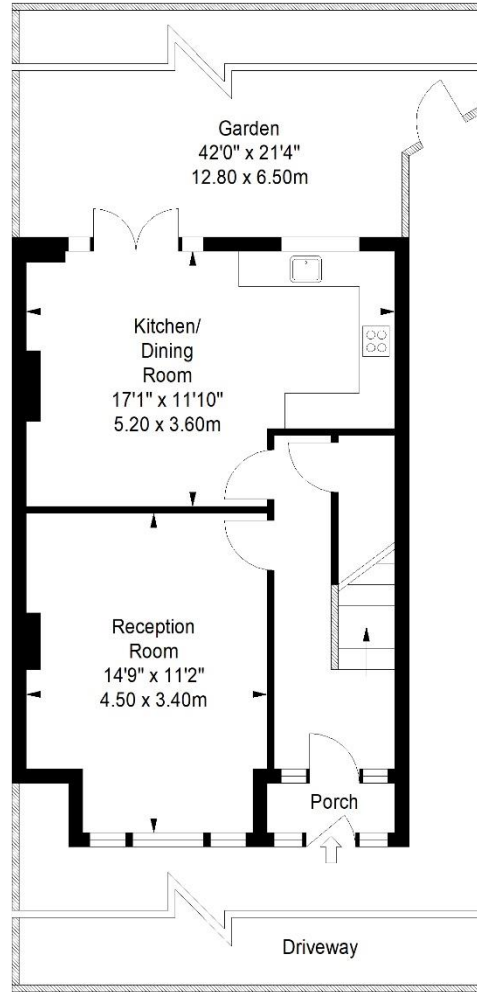 Garden
42'0" x 21'4"
12.80 x 6.50m
Kitchen/
Dining
Room
17'1" x 11'10"
5.20 x 3.60m
Reception
Room
14'9" x 11'2"
4.50 x 3.40m
Porch
Driveway